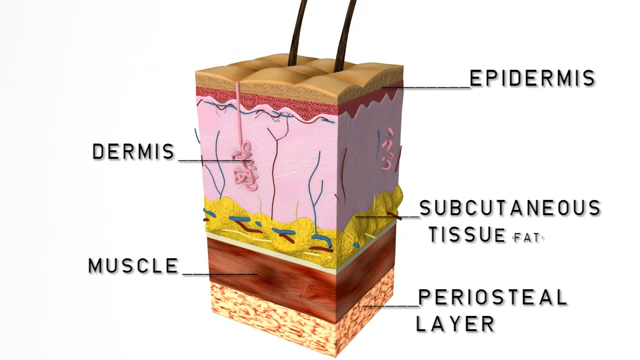 EPIDERMIS
DERMIS
SUBCUTANEOUS
TISSUE FAT
MUSCLE
PERIOSTEAL
LAYER